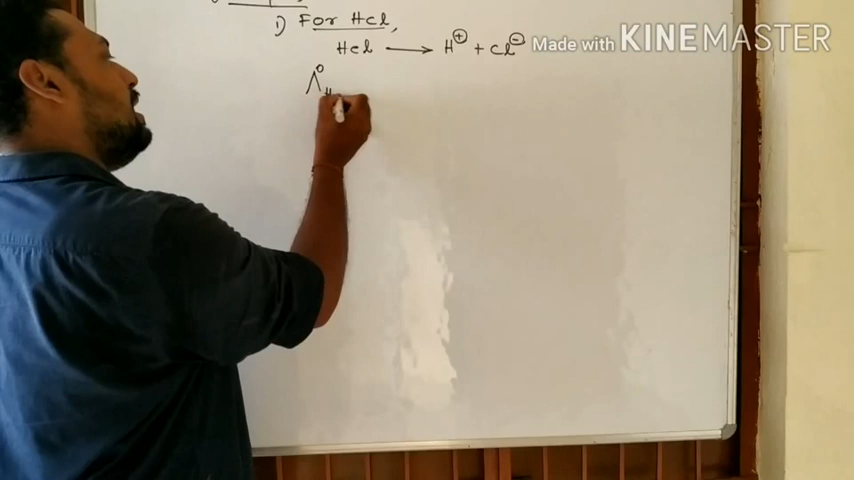 1) For HCl,
HCl ⟶ H⊕ + Cl⊖
Made with KINEMASTER
Λ° H